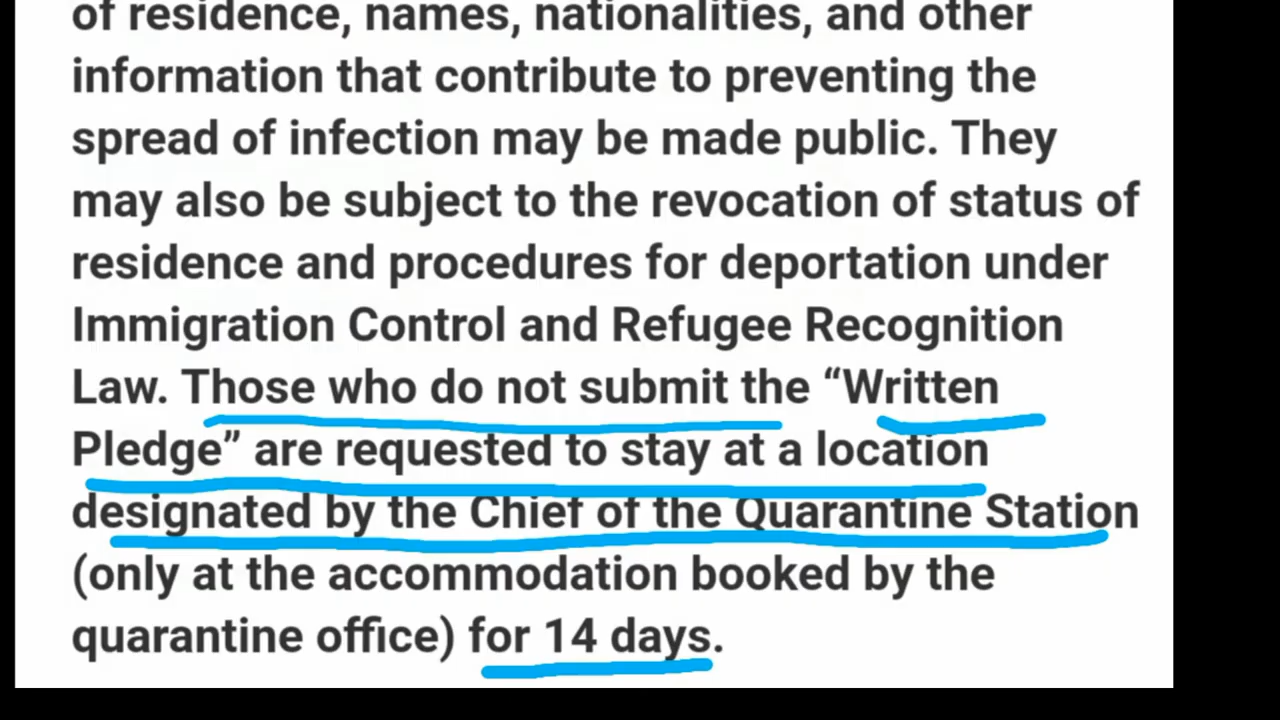 of residence, names, nationalities, and other
information that contribute to preventing the
spread of infection may be made public. They
may also be subject to the revocation of status of
residence and procedures for deportation under
Immigration Control and Refugee Recognition
Law. Those who do not submit the “Written
Pledge” are requested to stay at a location
designated by the Chief of the Quarantine Station
(only at the accommodation booked by the
quarantine office) for 14 days.